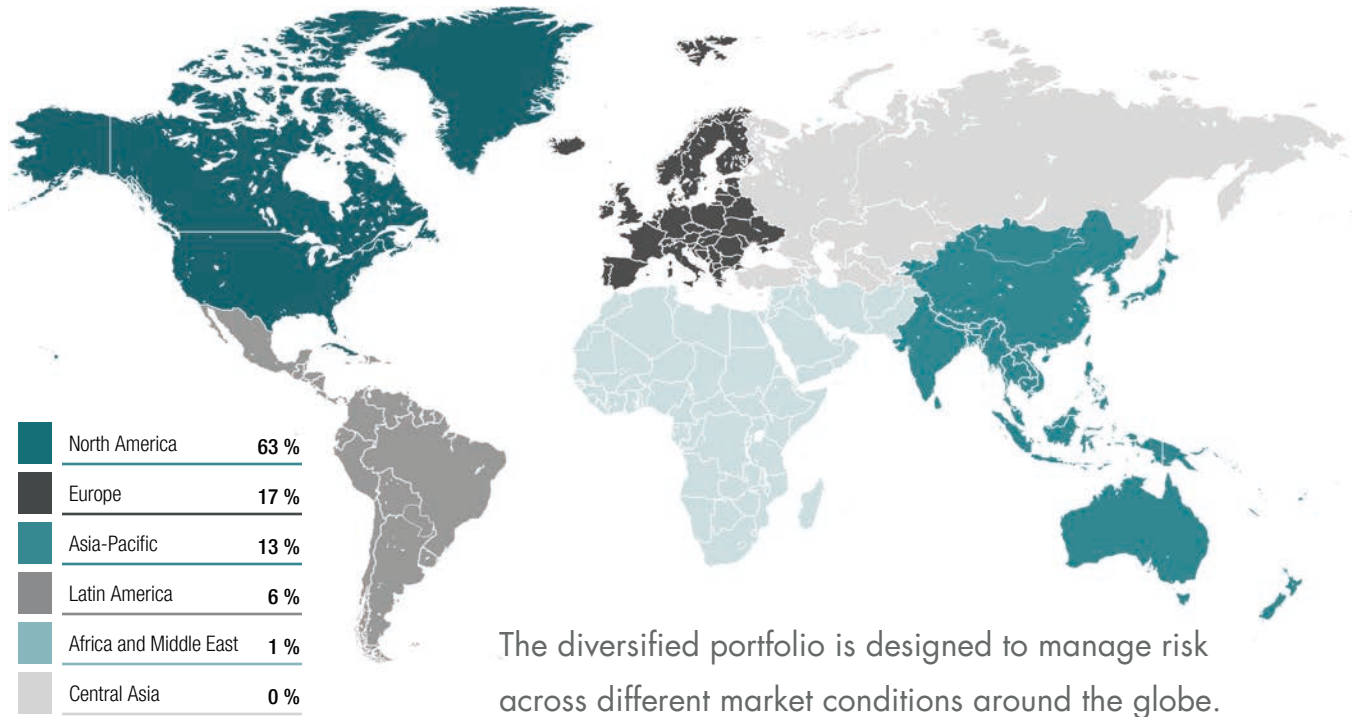 North America 63 %
Europe 17 %
Asia-Pacific 13 %
Latin America 6 %
Africa and Middle East 1 %
Central Asia 0 %
The diversified portfolio is designed to manage risk
across different market conditions around the globe.